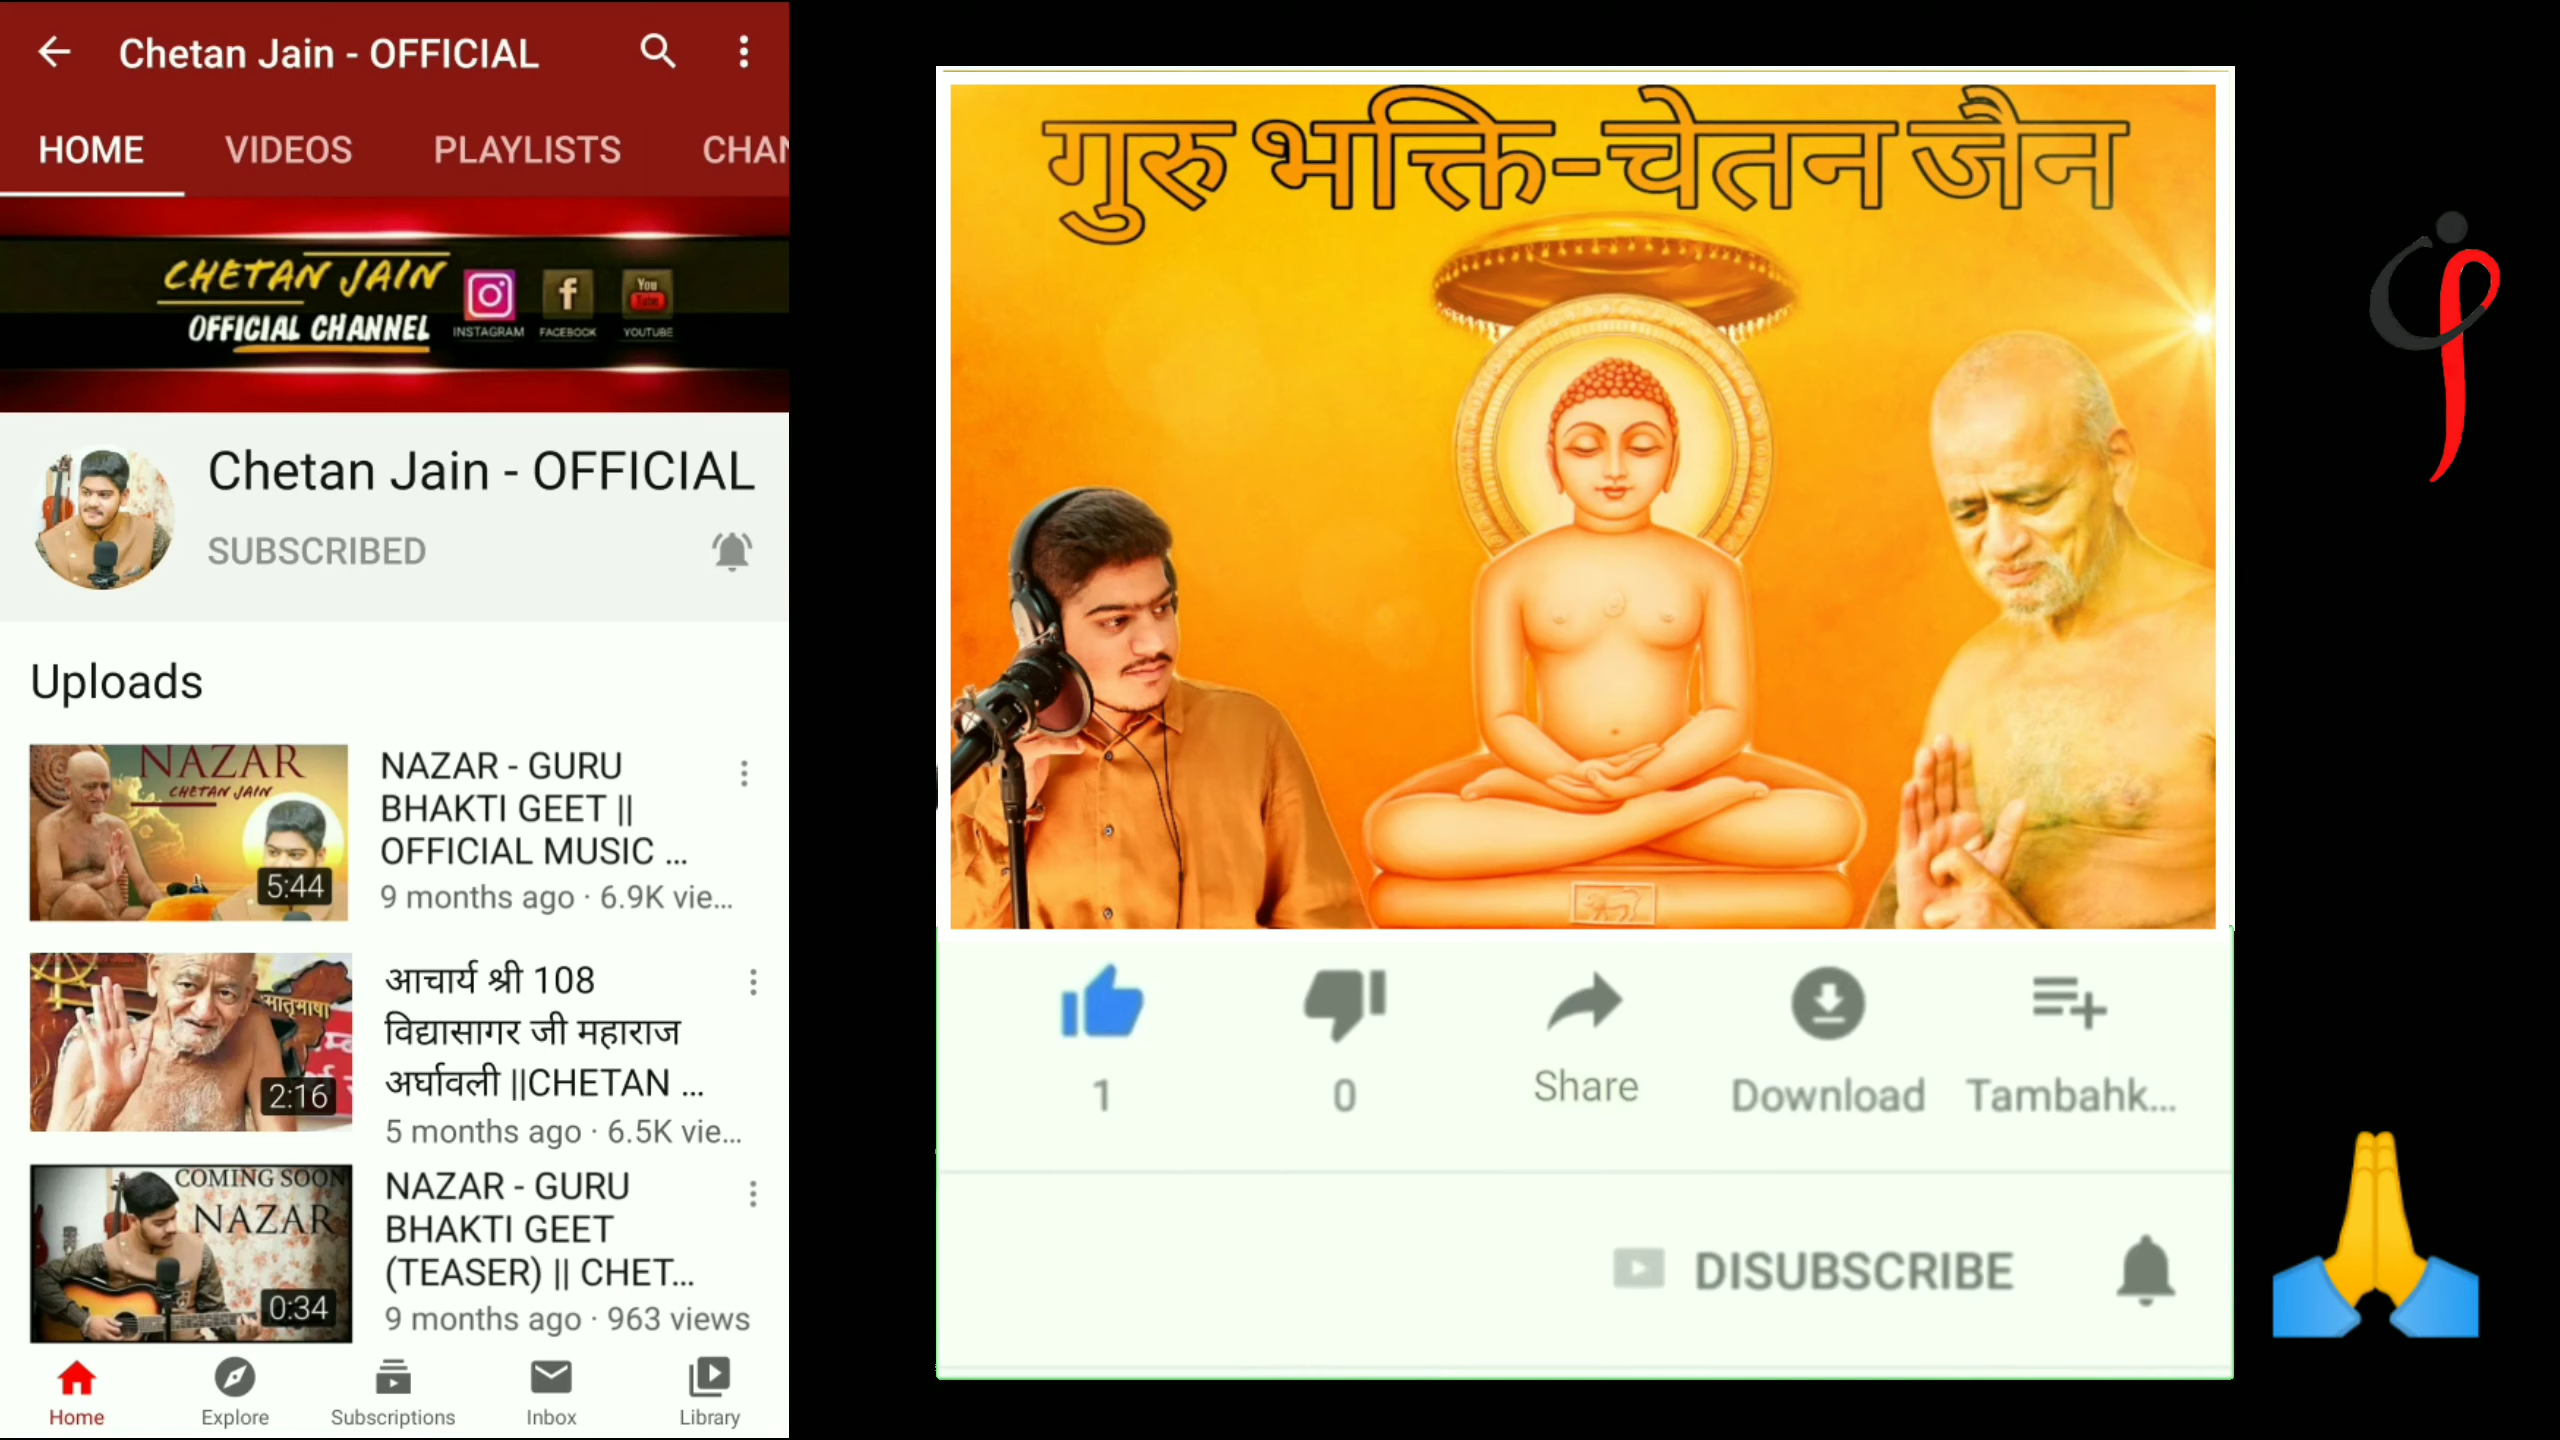 Chetan Jain - OFFICIAL
HOME VIDEOS PLAYLISTS CHAN
CHETAN JAIN
OFFICIAL CHANNEL
INSTAGRAM FACEBOOK YOUTUBE
You
Tube
Chetan Jain - OFFICIAL
SUBSCRIBED
Uploads
NAZAR
CHETAN JAIN
5:44
NAZAR - GURU
BHAKTI GEET ||
OFFICIAL MUSIC ...
9 months ago · 6.9K vie...
मातृभाषा
2:16
आचार्य श्री 108
विद्यासागर जी महाराज
अर्घावली ||CHETAN ...
5 months ago · 6.5K vie...
COMING SOON
NAZAR
0:34
NAZAR - GURU
BHAKTI GEET
(TEASER) || CHET...
9 months ago · 963 views
Home Explore Subscriptions Inbox Library
गुरु भक्ति-चेतन जैन
1 0 Share Download Tambahk...
DISUBSCRIBE